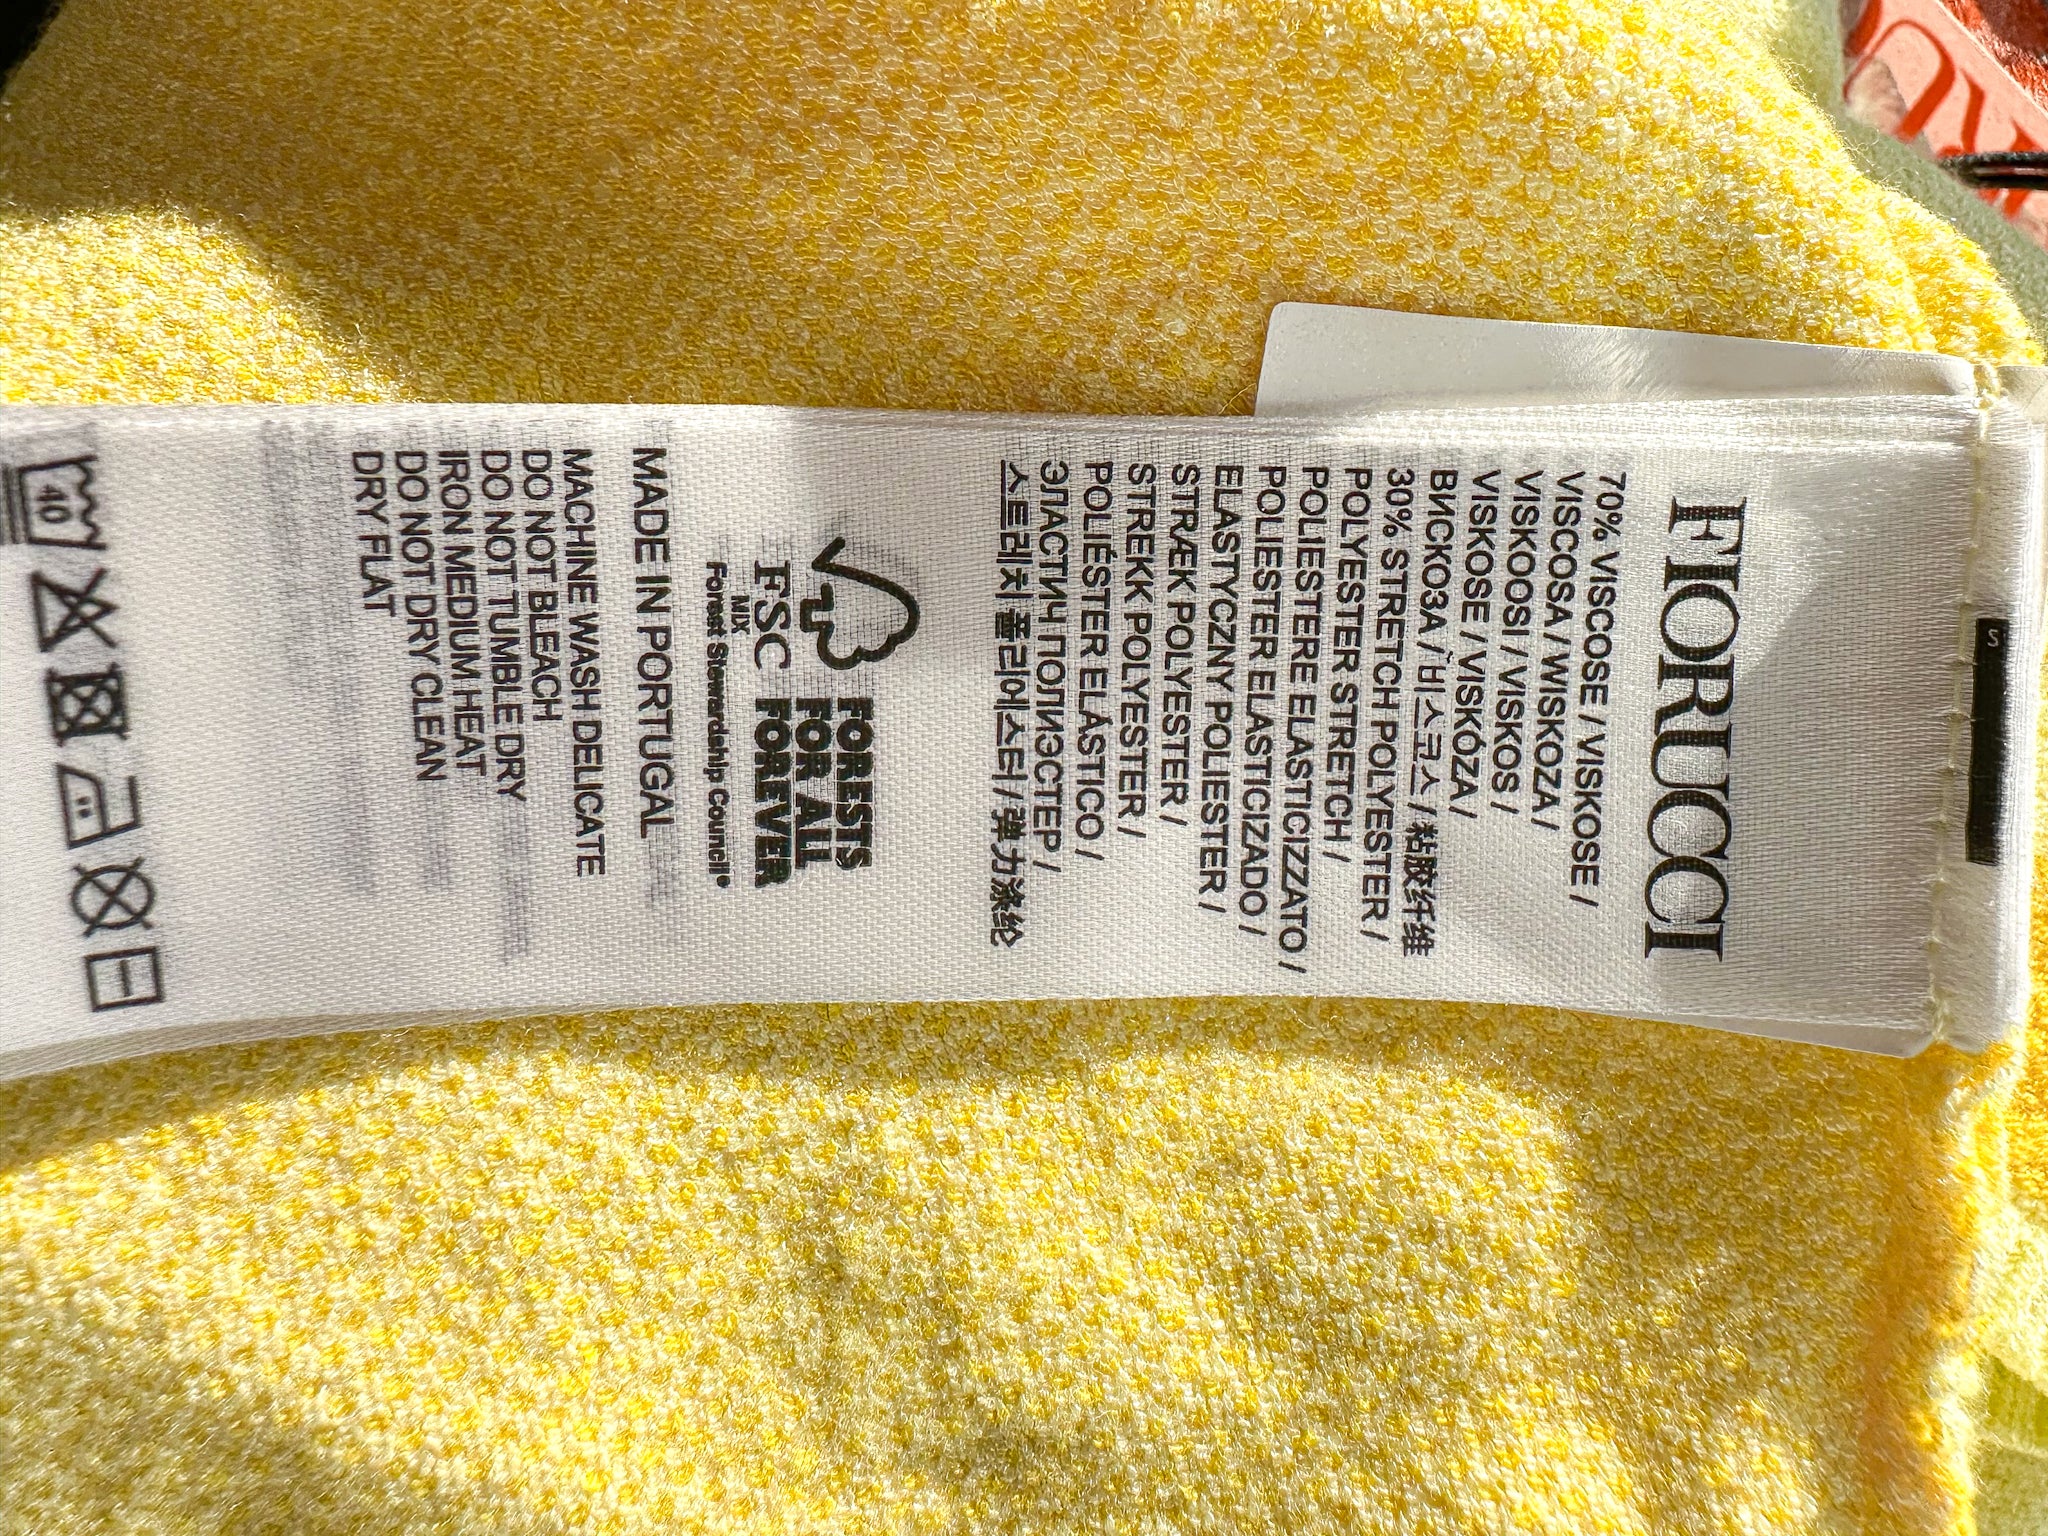 S
FIORUCCI
70% VISCOSE / VISKOSE /
VISCOSA / WISKOZA /
VISKOOSI / VISKOS /
VISKOSE / VISKÓZA /
ВИСКОЗА / 비스코스 / 粘胶纤维
30% STRETCH POLYESTER /
POLYESTER STRETCH /
POLIESTERE ELASTICIZZATO /
POLIESTER ELASTICIZADO /
ELASTYCZNY POLIESTER /
STRÆK POLYESTER /
STREKK POLYESTER /
POLIÉSTER ELÁSTICO /
ЭЛАСТИЧ ПОЛИЭСТЕР /
스트레치 폴리에스터 / 弹力涤纶
FORESTS
FOR ALL
FOREVER
FSC
MIX
Forest Stewardship Council®
MADE IN PORTUGAL
MACHINE WASH DELICATE
DO NOT BLEACH
DO NOT TUMBLE DRY
IRON MEDIUM HEAT
DO NOT DRY CLEAN
DRY FLAT
40